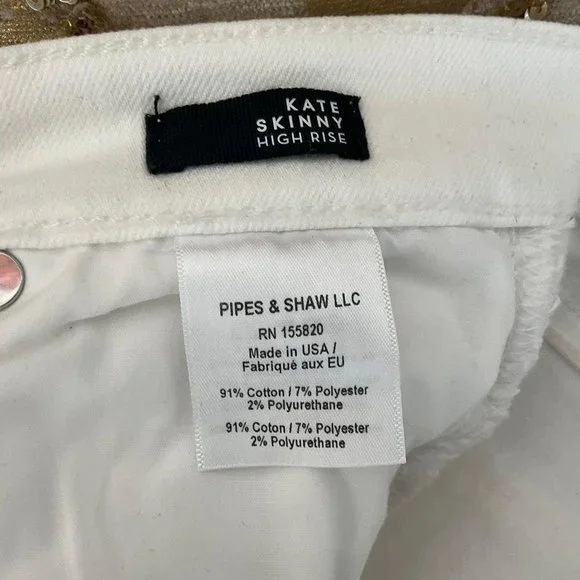 KATE
SKINNY
HIGH RISE
PIPES & SHAW LLC
RN 155820
Made in USA /
Fabriqué aux EU
91% Cotton / 7% Polyester
2% Polyurethane
91% Coton / 7% Polyester
2% Polyurethane